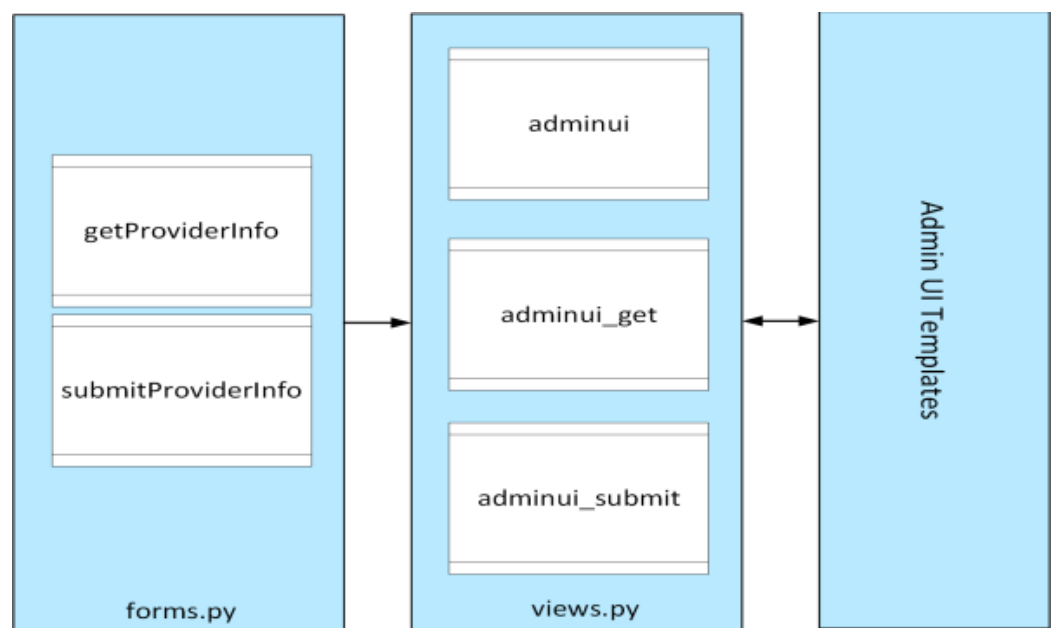 getProviderInfo
submitProviderInfo
forms.py
adminui
adminui_get
adminui_submit
views.py
Admin UI Templates